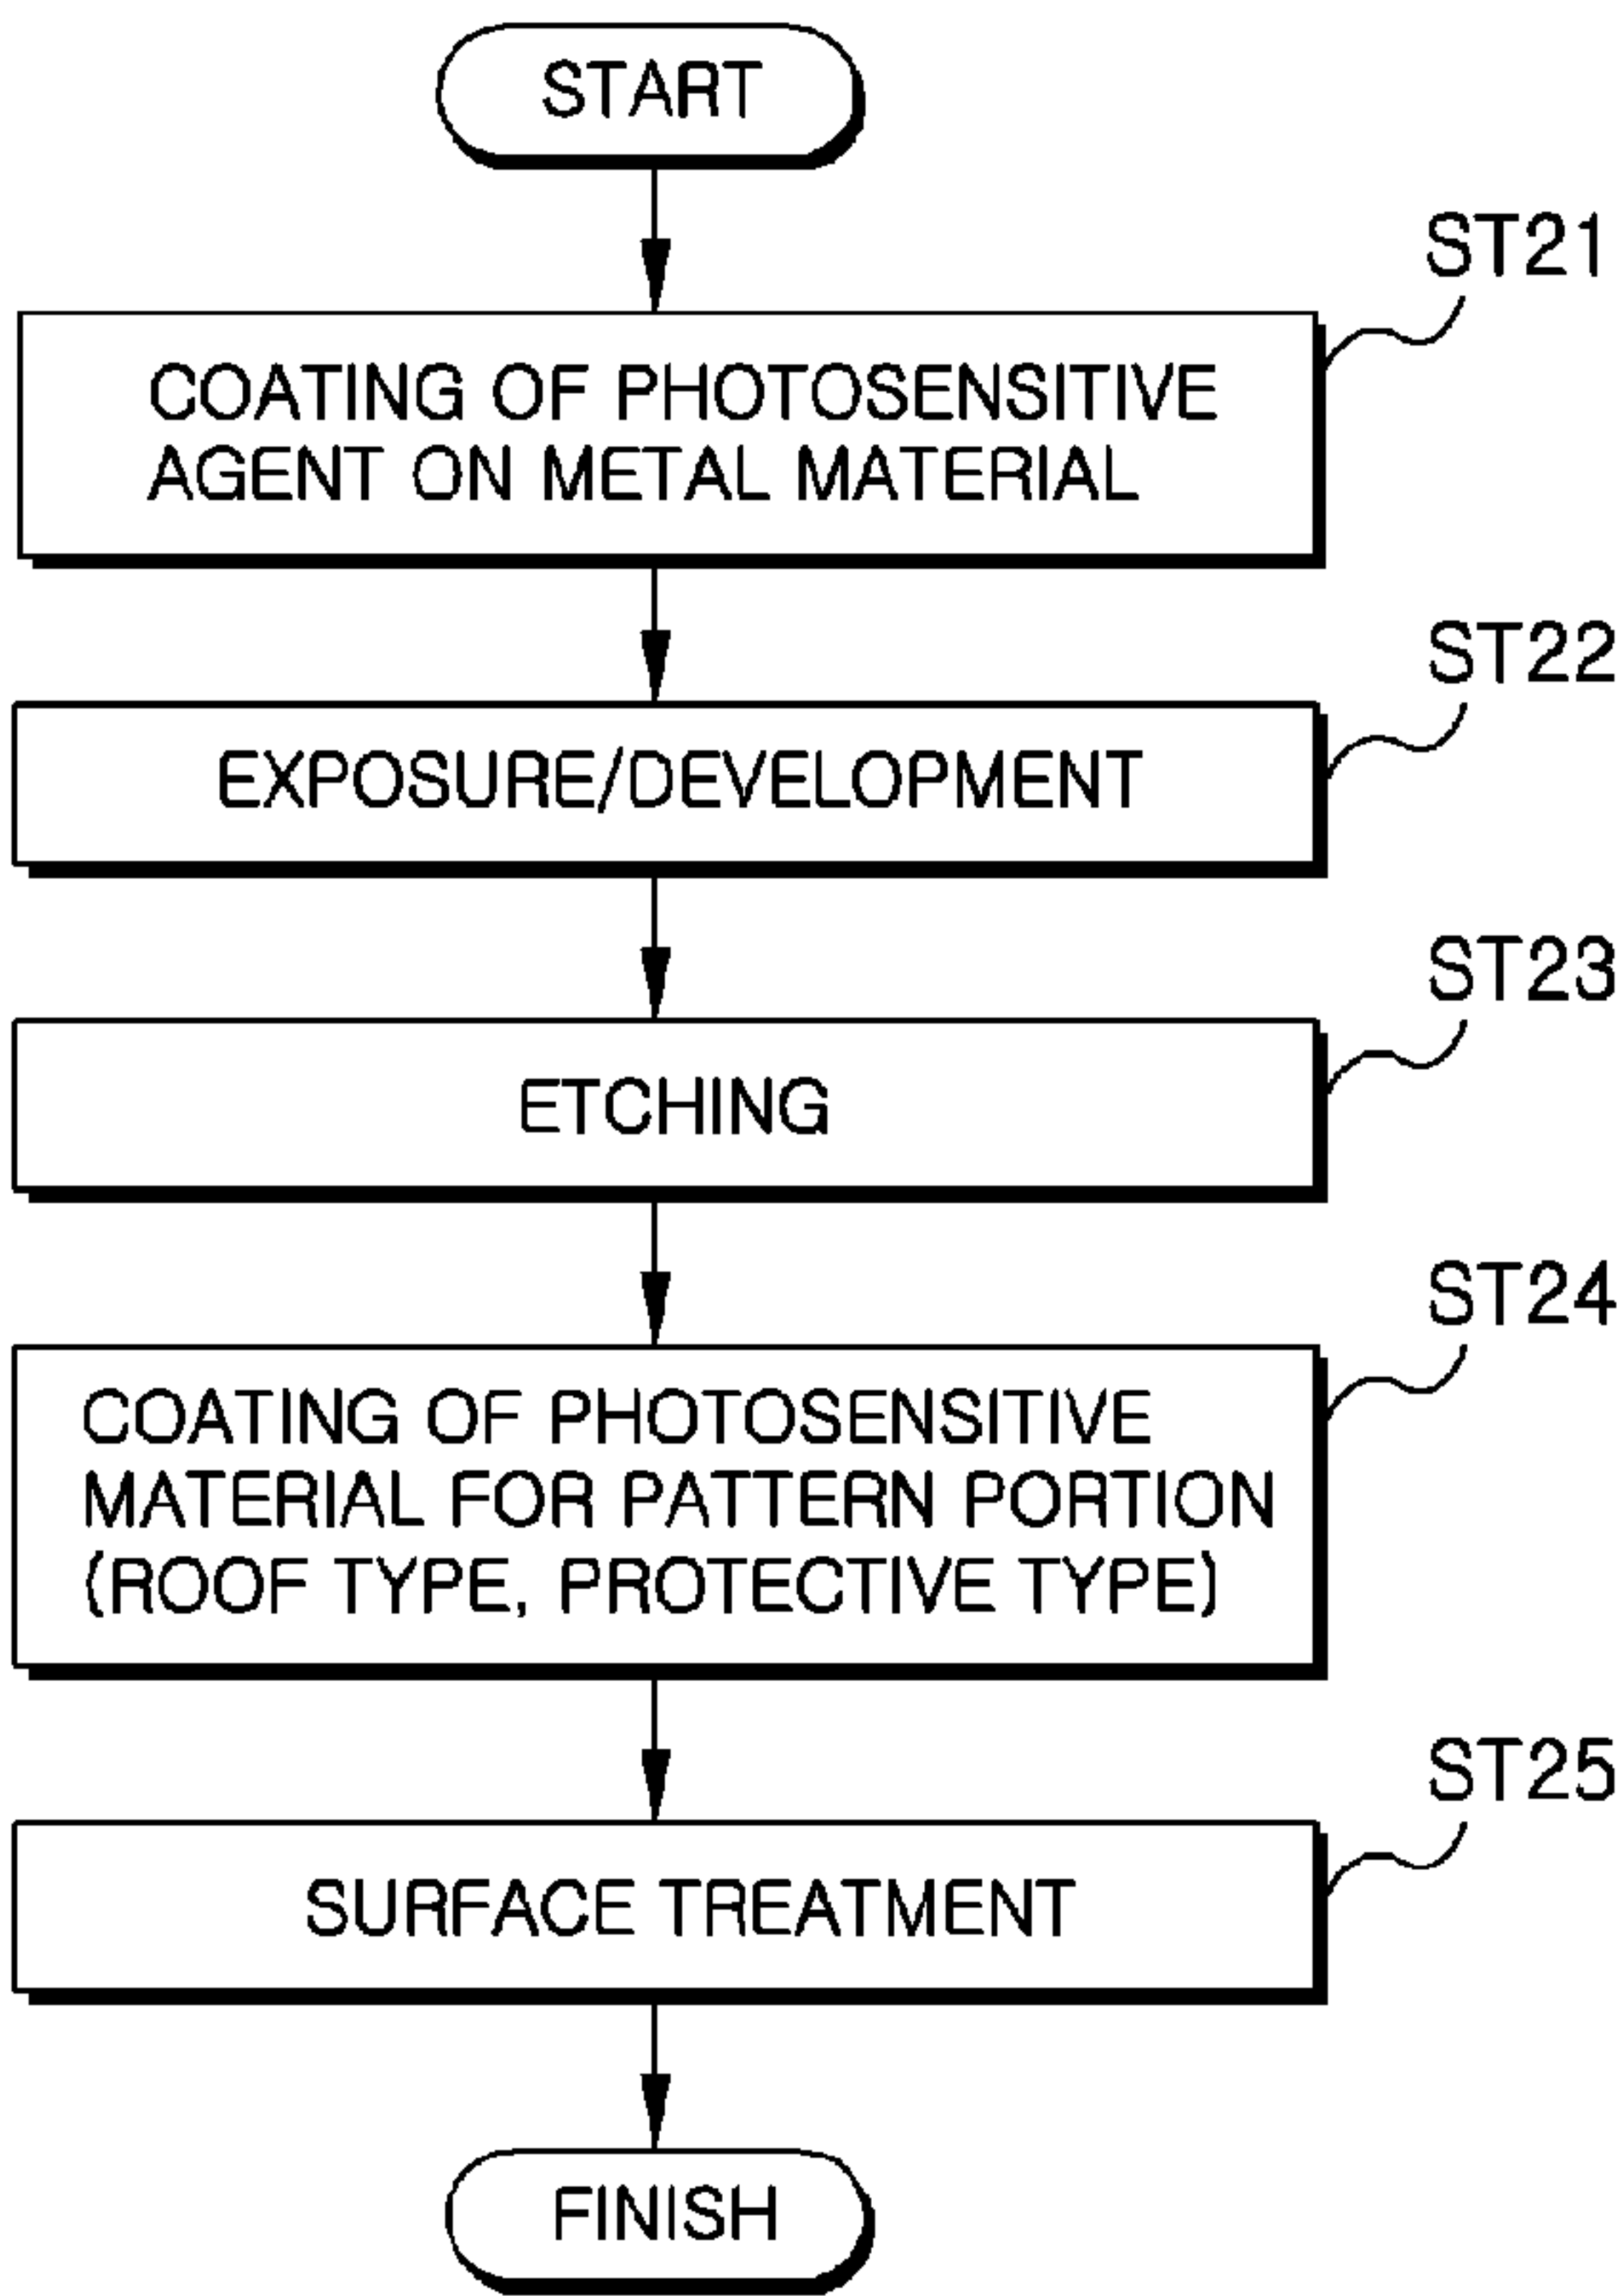 START
ST21
COATING OF PHOTOSENSITIVE
AGENT ON METAL MATERIAL
ST22
EXPOSURE/DEVELOPMENT
ST23
ETCHING
ST24
COATING OF PHOTOSENSITIVE
MATERIAL FOR PATTERN PORTION
(ROOF TYPE, PROTECTIVE TYPE)
ST25
SURFACE TREATMENT
FINISH